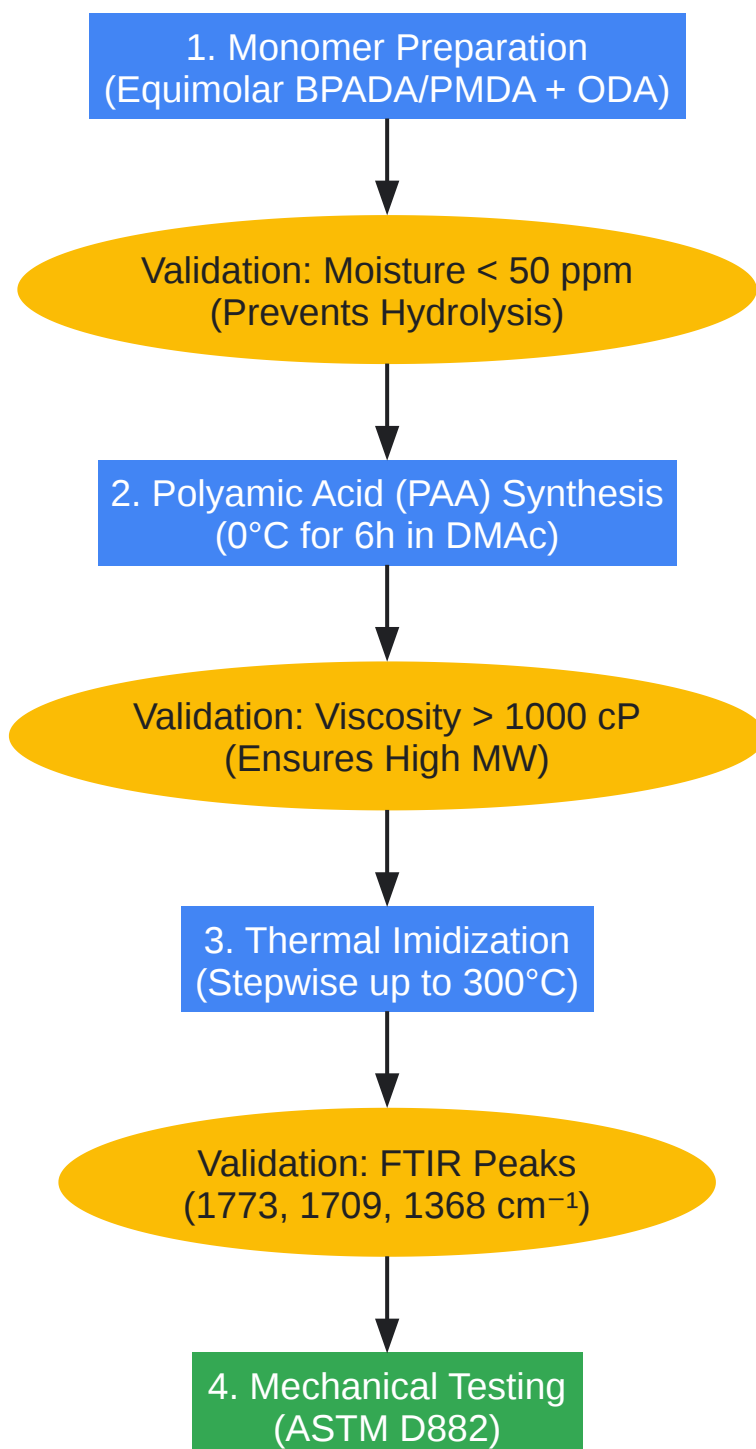 1. Monomer Preparation
(Equimolar BPADA/PMDA + ODA)
Validation: Moisture < 50 ppm
(Prevents Hydrolysis)
2. Polyamic Acid (PAA) Synthesis
(0°C for 6h in DMAc)
Validation: Viscosity > 1000 cP
(Ensures High MW)
3. Thermal Imidization
(Stepwise up to 300°C)
Validation: FTIR Peaks
(1773, 1709, 1368 cm⁻¹)
4. Mechanical Testing
(ASTM D882)